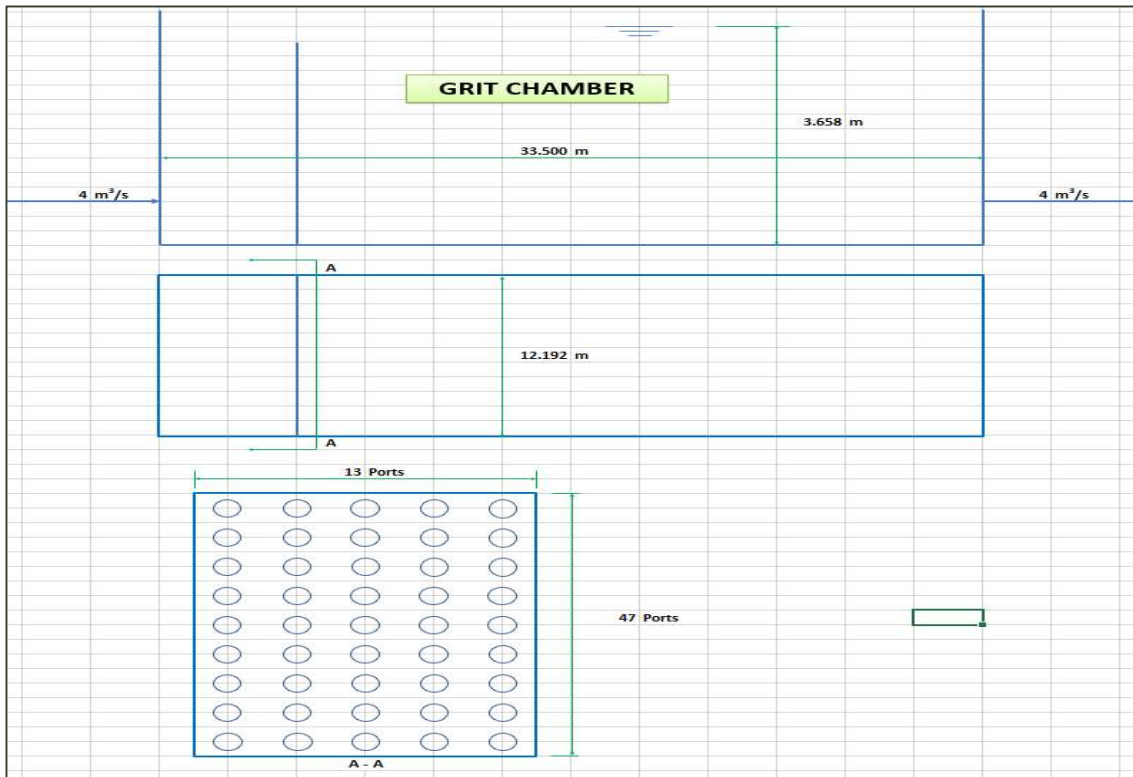 GRIT CHAMBER
3.658 m
33.500 m
4 m³/s
4 m³/s
A
12.192 m
A
13 Ports
47 Ports
A - A